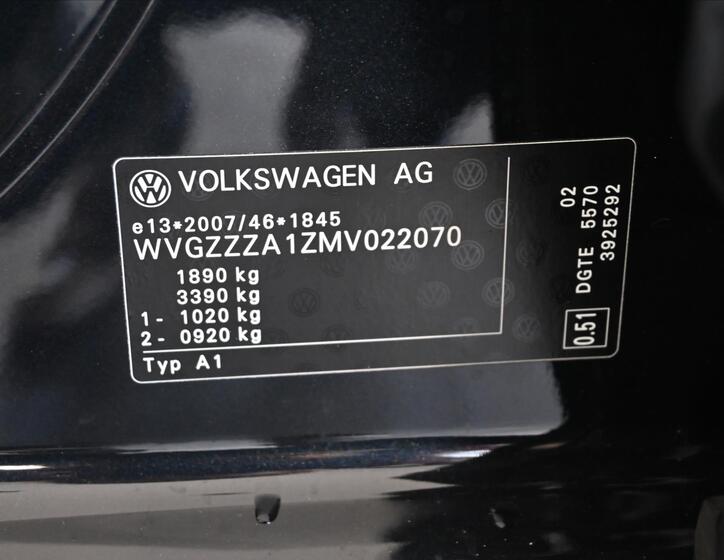 VOLKSWAGEN AG
e13*2007/46*1845
WVGZZZA1ZMV022070
1890 kg
3390 kg
1- 1020 kg
2- 0920 kg
Typ A1
02
DGTE 5570
3925292
0.51